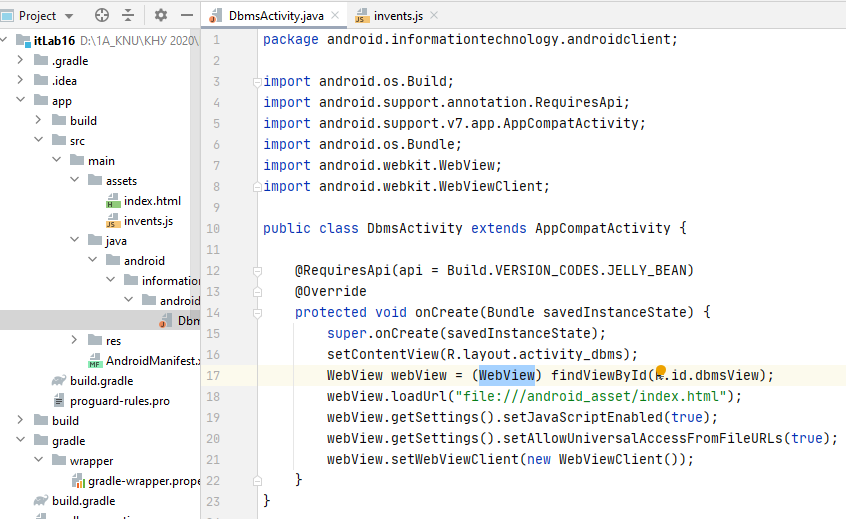 Project
DbmsActivity.java
invents.js
itLab16 D:\1A_KNU\КНУ 2020\
.gradle
.idea
app
build
src
main
assets
index.html
invents.js
java
android
information
android
Dbm
res
AndroidManifest.
build.gradle
proguard-rules.pro
build
gradle
wrapper
gradle-wrapper.prope
build.gradle
1 package android.informationtechnology.androidclient;
2
3 import android.os.Build;
4 import android.support.annotation.RequiresApi;
5 import android.support.v7.app.AppCompatActivity;
6 import android.os.Bundle;
7 import android.webkit.WebView;
8 import android.webkit.WebViewClient;
9
10 public class DbmsActivity extends AppCompatActivity {
11
12 @RequiresApi(api = Build.VERSION_CODES.JELLY_BEAN)
13 @Override
14 protected void onCreate(Bundle savedInstanceState) {
15 super.onCreate(savedInstanceState);
16 setContentView(R.layout.activity_dbms);
17 WebView webView = (WebView) findViewById(R.id.dbmsView);
18 webView.loadUrl("file:///android_asset/index.html");
19 webView.getSettings().setJavaScriptEnabled(true);
20 webView.getSettings().setAllowUniversalAccessFromFileURLs(true);
21 webView.setWebViewClient(new WebViewClient());
22 }
23 }